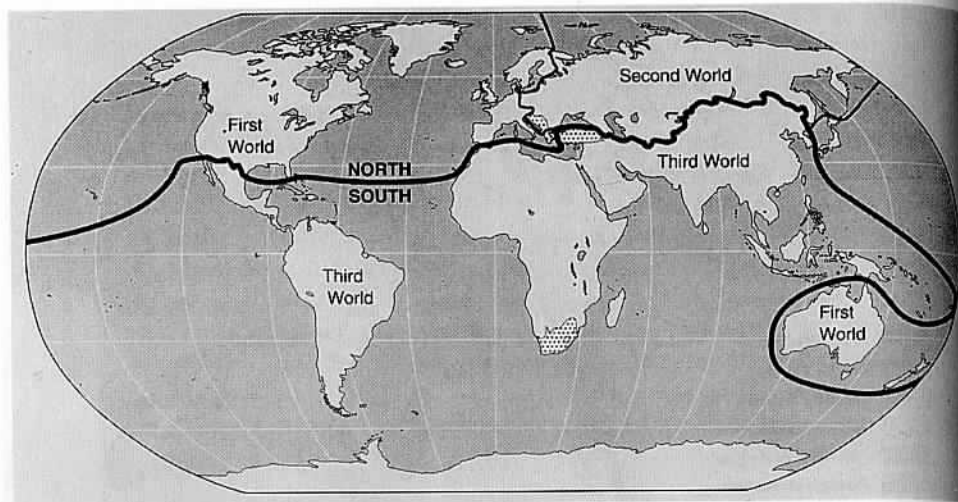 Second World
First
World
NORTH
SOUTH
Third World
Third
World
First
World